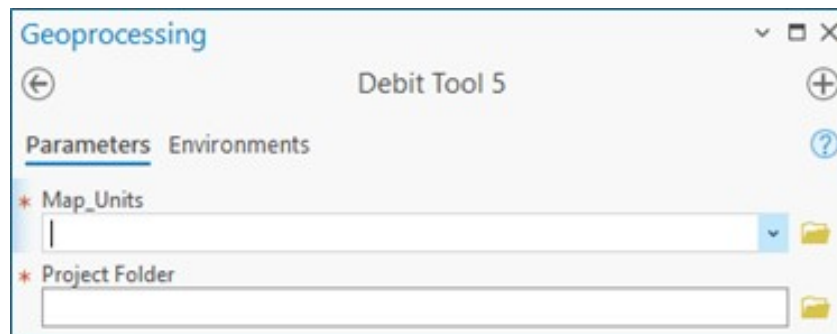 Geoprocessing
Debit Tool 5
Parameters Environments
* Map_Units
* Project Folder